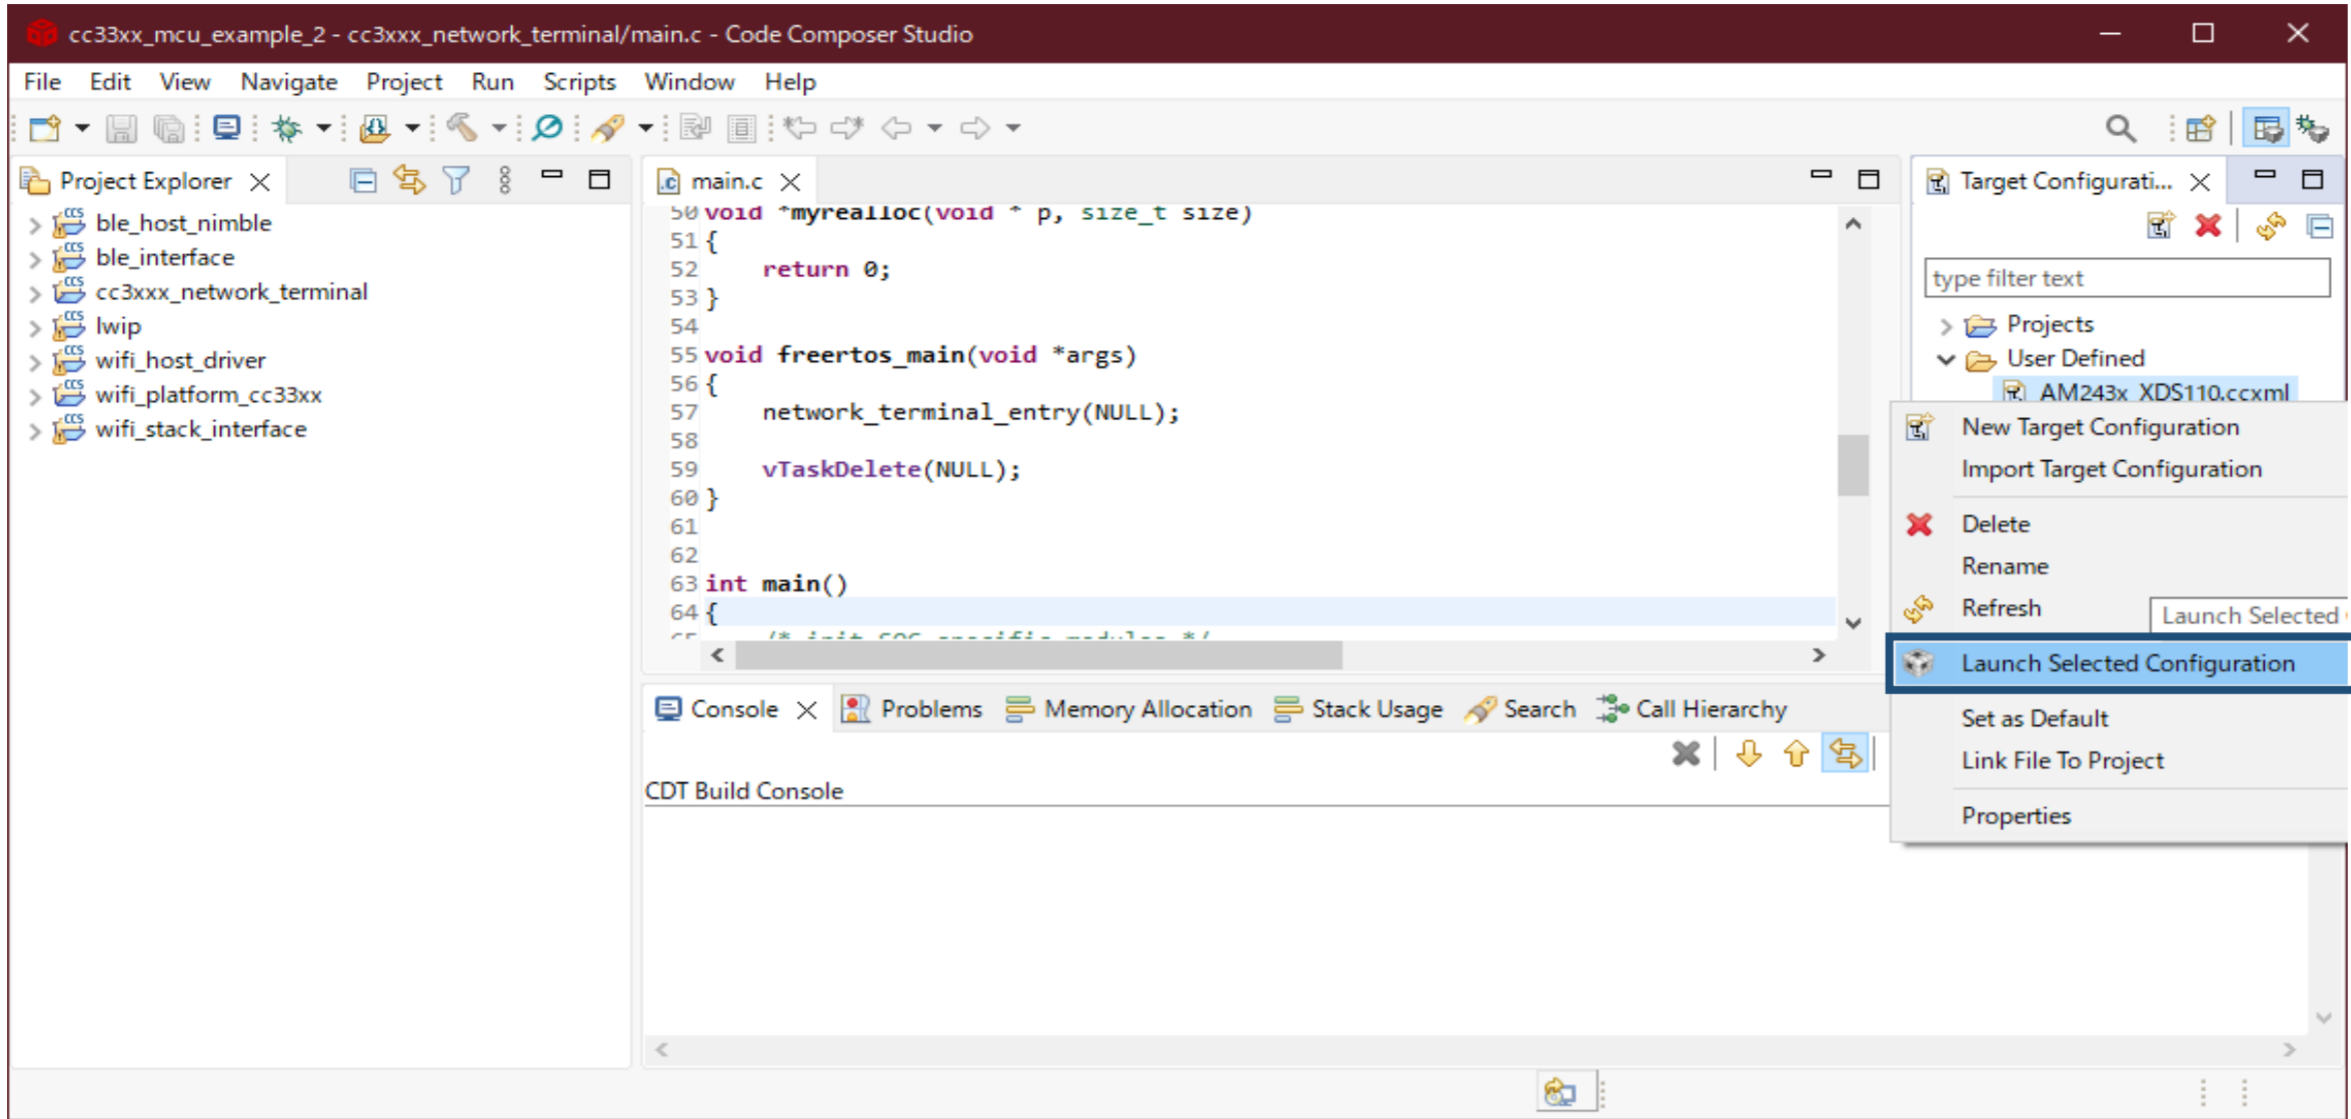 cc33xx_mcu_example_2 - cc3xxx_network_terminal/main.c - Code Composer Studio
File Edit View Navigate Project Run Scripts Window Help
Project Explorer
ble_host_nimble
ble_interface
cc3xxx_network_terminal
lwip
wifi_host_driver
wifi_platform_cc33xx
wifi_stack_interface
main.c
50 void *myrealloc(void * p, size_t size)
51 {
52 return 0;
53 }
54
55 void freertos_main(void *args)
56 {
57 network_terminal_entry(NULL);
58
59 vTaskDelete(NULL);
60 }
61
62
63 int main()
64 {
65 /* init SOC specific modules */
Console Problems Memory Allocation Stack Usage Search Call Hierarchy
CDT Build Console
Target Configurati...
type filter text
Projects
User Defined
AM243x_XDS110.ccxml
New Target Configuration
Import Target Configuration
Delete
Rename
Refresh
Launch Selected
Launch Selected Configuration
Set as Default
Link File To Project
Properties